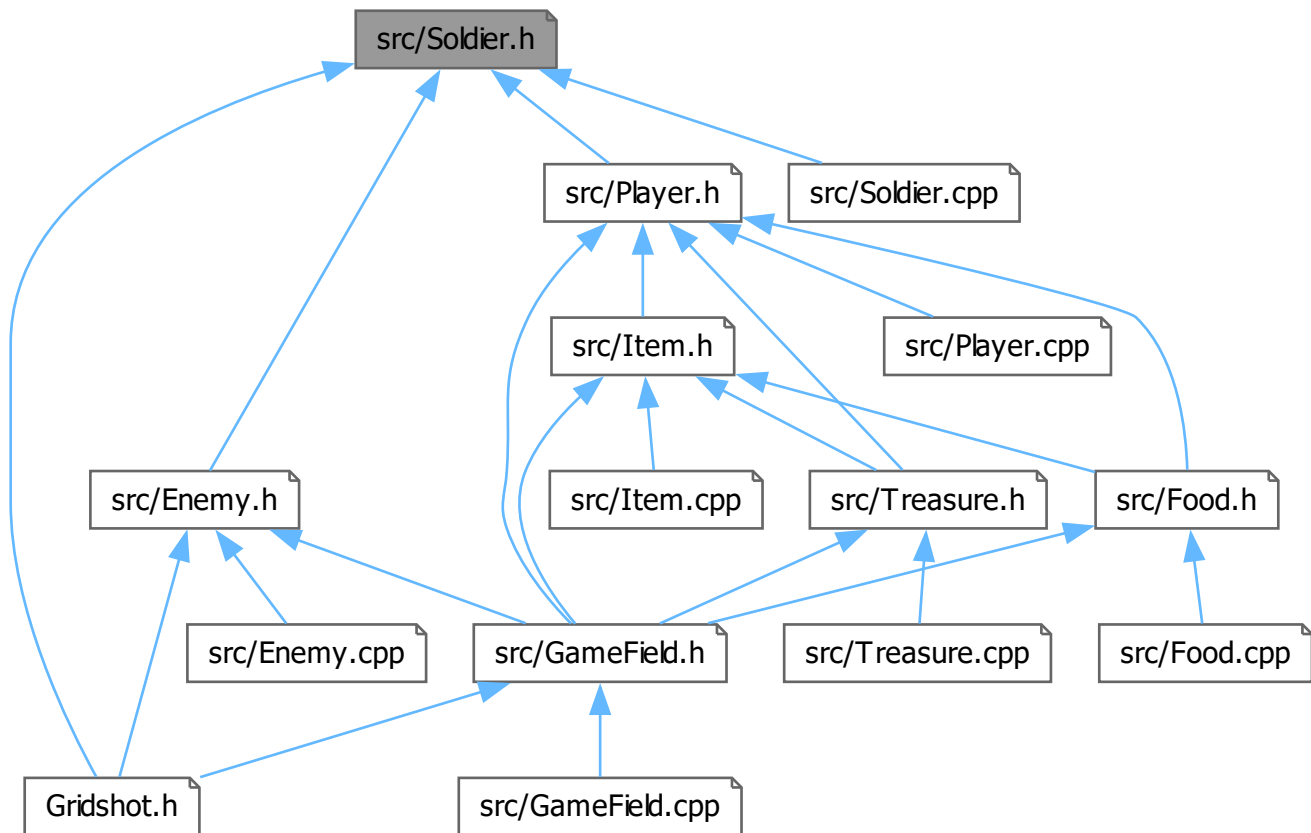 src/Soldier.h
src/Player.h
src/Soldier.cpp
src/Item.h
src/Player.cpp
src/Enemy.h
src/Item.cpp
src/Treasure.h
src/Food.h
src/Enemy.cpp
src/GameField.h
src/Treasure.cpp
src/Food.cpp
Gridshot.h
src/GameField.cpp